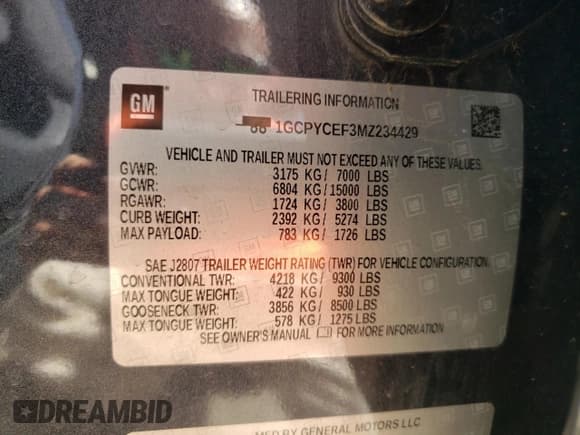 GM
TRAILERING INFORMATION
1GCPYCEF3MZ234429
VEHICLE AND TRAILER MUST NOT EXCEED ANY OF THESE VALUES.
GVWR: 3175 KG/ 7000 LBS
GCWR: 6804 KG/15000 LBS
RGAWR: 1724 KG/ 3800 LBS
CURB WEIGHT: 2392 KG/ 5274 LBS
MAX PAYLOAD: 783 KG/ 1726 LBS
SAE J2807 TRAILER WEIGHT RATING (TWR) FOR VEHICLE CONFIGURATION.
CONVENTIONAL TWR: 4218 KG/ 9300 LBS
MAX TONGUE WEIGHT: 422 KG/ 930 LBS
GOOSENECK TWR: 3856 KG/ 8500 LBS
MAX TONGUE WEIGHT: 578 KG/ 1275 LBS
SEE OWNER'S MANUAL FOR MORE INFORMATION
MFD BY GENERAL MOTORS LLC
DREAMBID